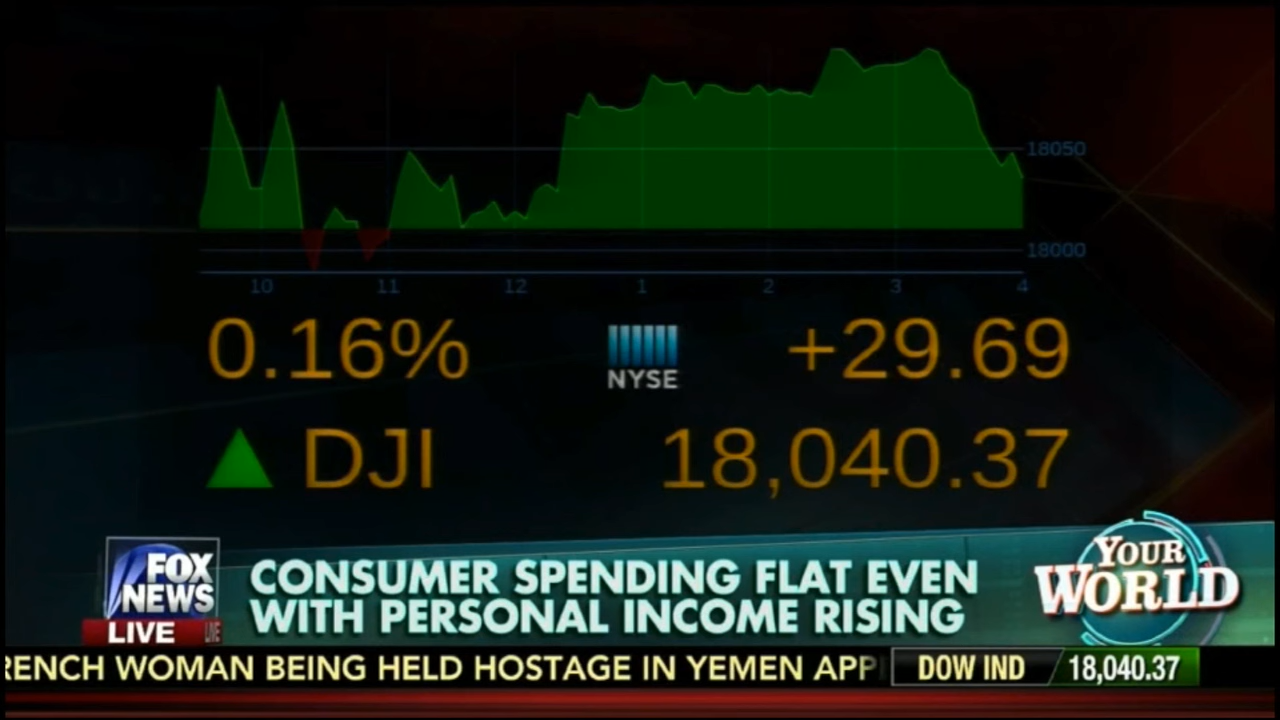 18050
18000
10 11 12 1 2 3 4
0.16% NYSE +29.69
DJI 18,040.37
FOX NEWS
LIVE
CONSUMER SPENDING FLAT EVEN
WITH PERSONAL INCOME RISING
YOUR WORLD
RENCH WOMAN BEING HELD HOSTAGE IN YEMEN APP
DOW IND 18,040.37